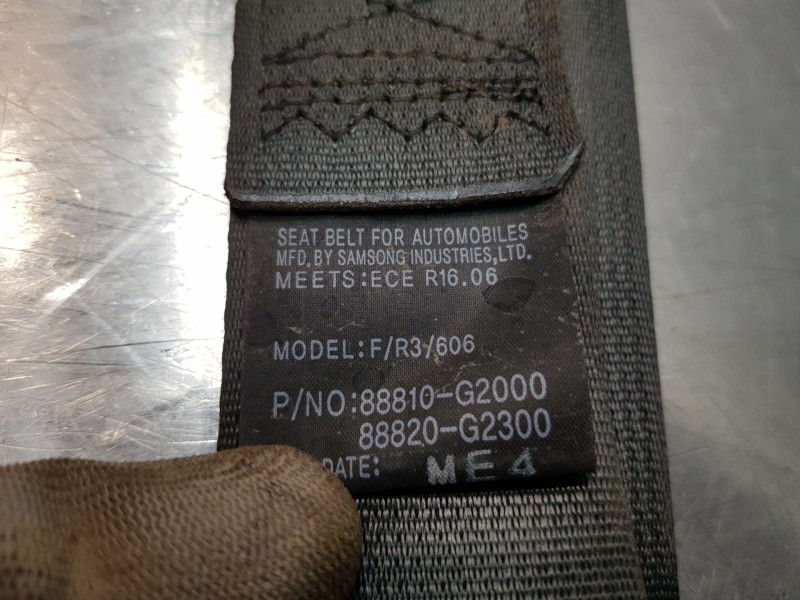 SEAT BELT FOR AUTOMOBILES
MFD. BY SAMSONG INDUSTRIES, LTD.
MEETS:ECE R16.06
MODEL:F/R3/606
P/NO:88810-G2000
88820-G2300
DATE: ME4